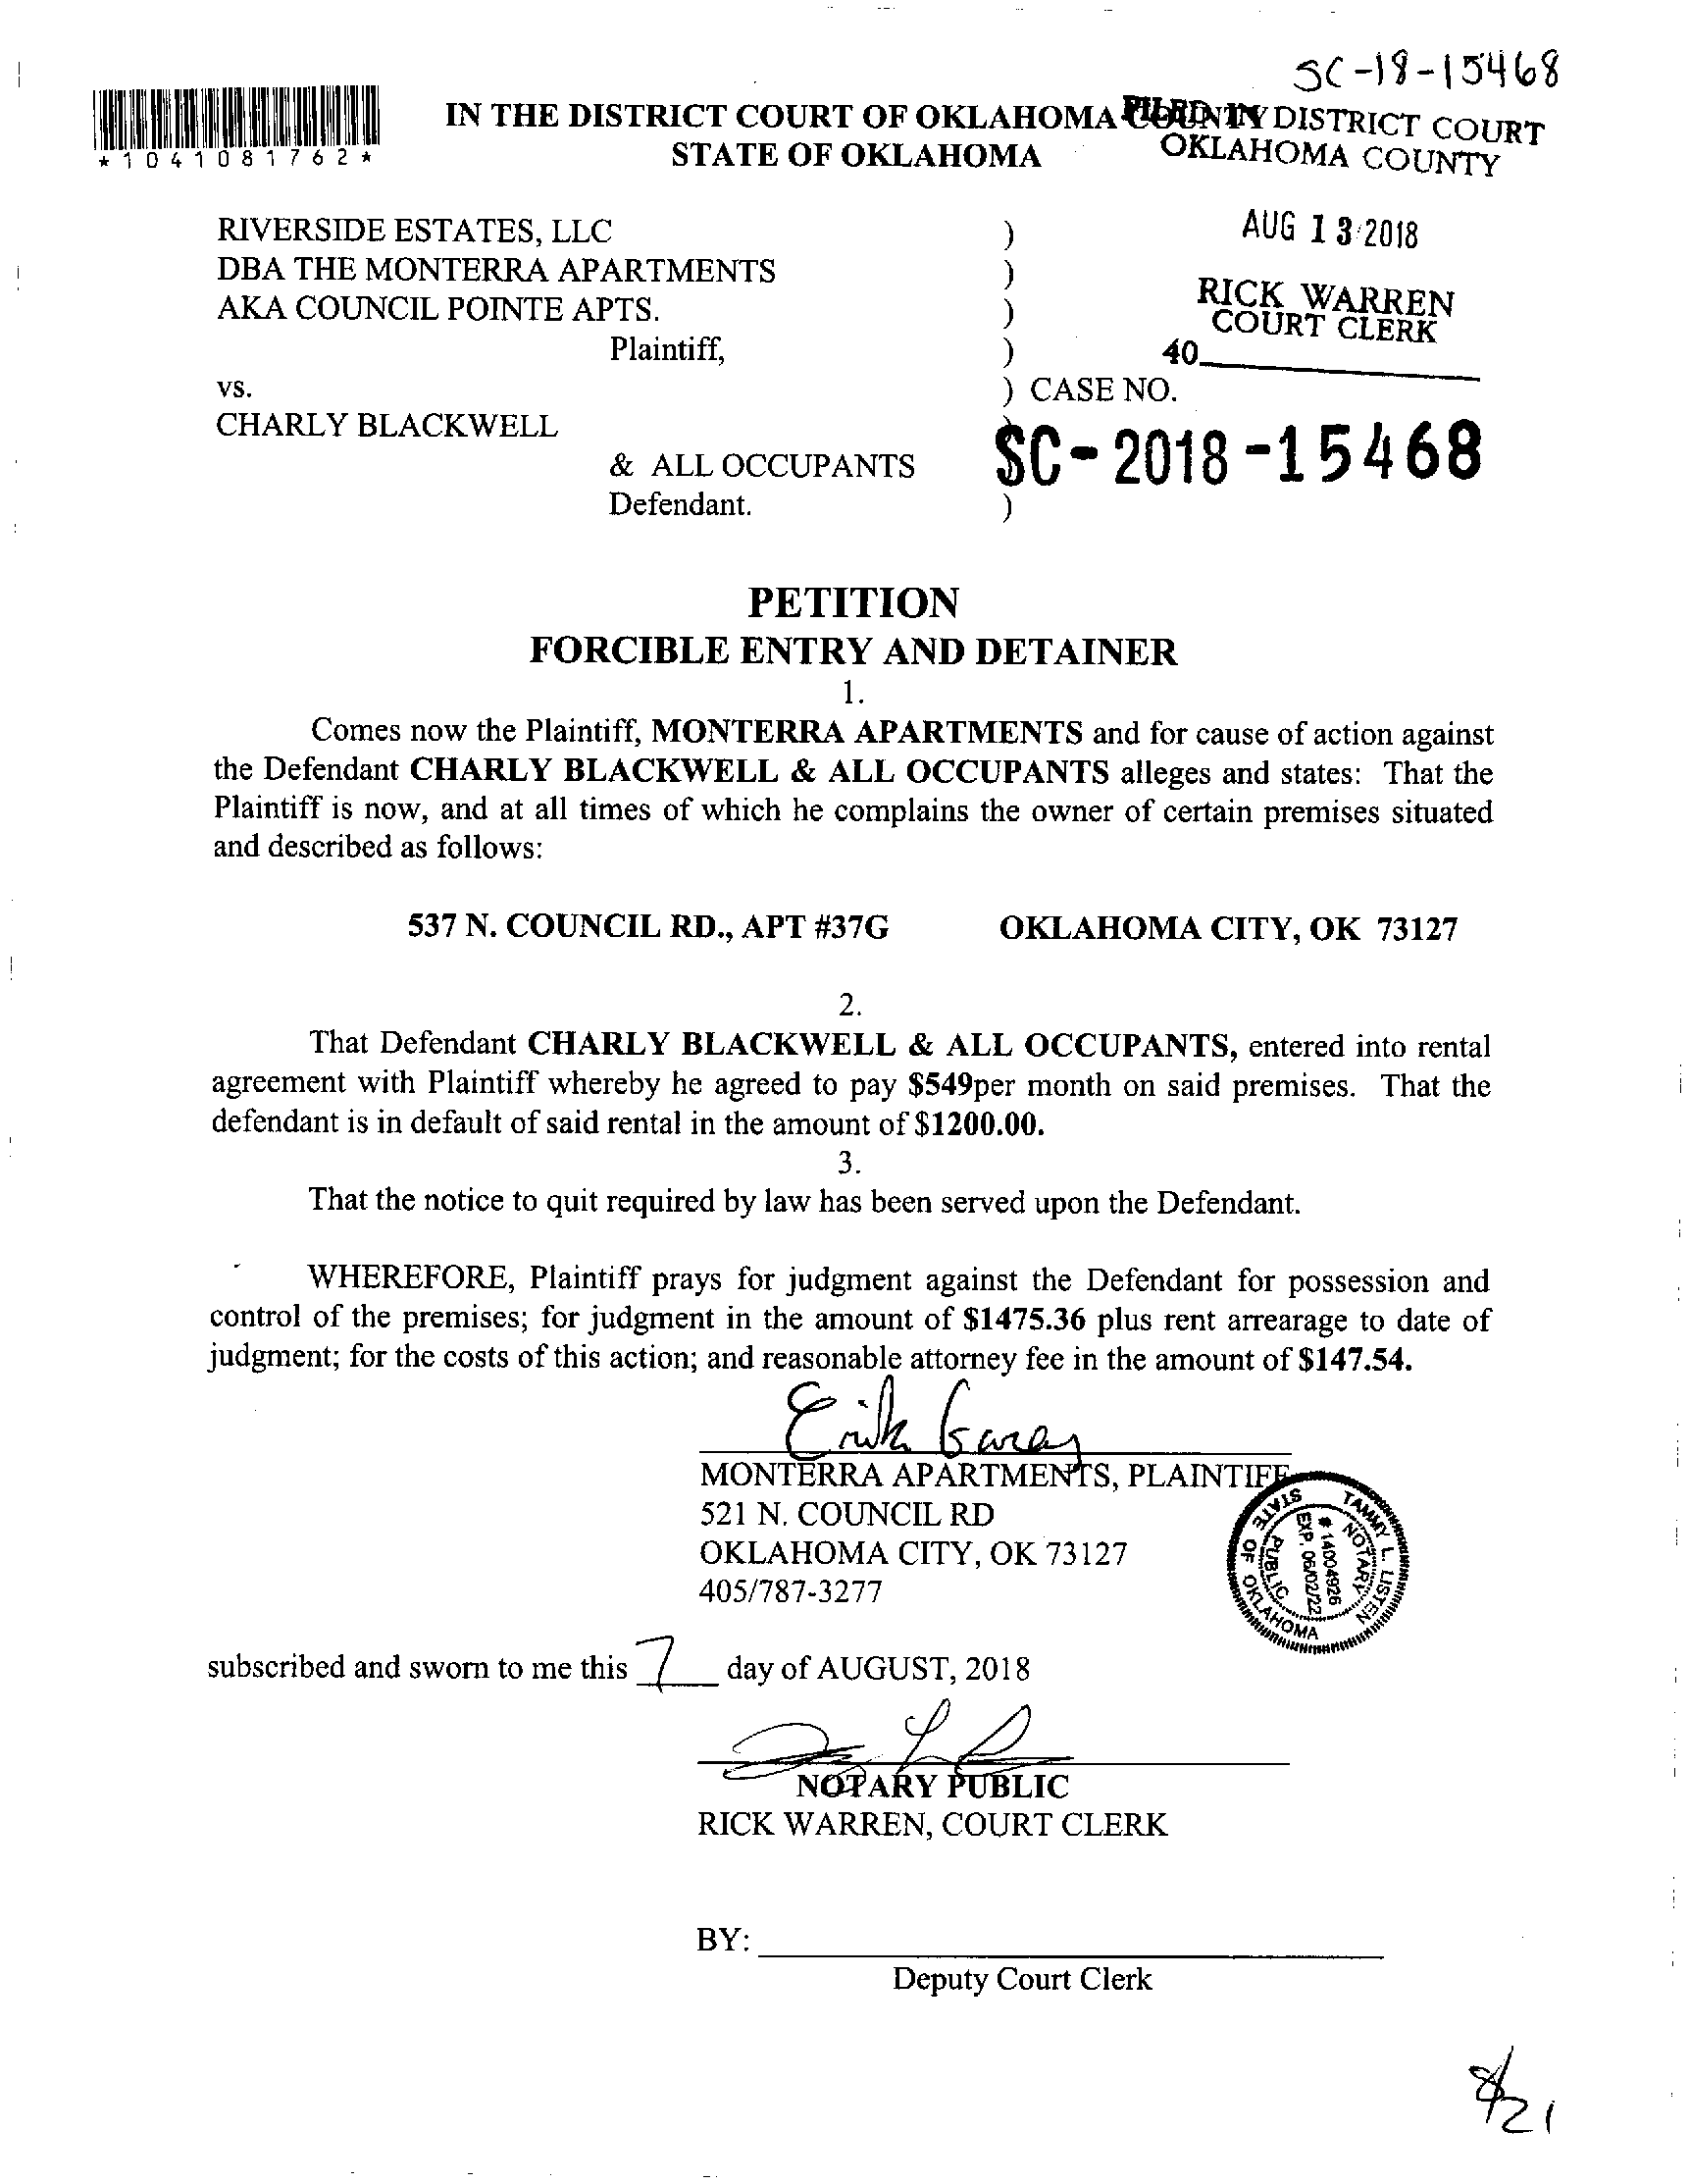 SC-18-15468
*1041081762*
IN THE DISTRICT COURT OF OKLAHOMA COUNTY
STATE OF OKLAHOMA
FILED IN DISTRICT COURT
OKLAHOMA COUNTY
AUG 13 2018
RICK WARREN
COURT CLERK
40
RIVERSIDE ESTATES, LLC )
DBA THE MONTERRA APARTMENTS )
AKA COUNCIL POINTE APTS. )
Plaintiff, )
vs. ) CASE NO.
CHARLY BLACKWELL )
& ALL OCCUPANTS
SC-2018-15468
Defendant. )
PETITION
FORCIBLE ENTRY AND DETAINER
1.
Comes now the Plaintiff, MONTERRA APARTMENTS and for cause of action against
the Defendant CHARLY BLACKWELL & ALL OCCUPANTS alleges and states: That the
Plaintiff is now, and at all times of which he complains the owner of certain premises situated
and described as follows:
537 N. COUNCIL RD., APT #37G OKLAHOMA CITY, OK 73127
2.
That Defendant CHARLY BLACKWELL & ALL OCCUPANTS, entered into rental
agreement with Plaintiff whereby he agreed to pay $549per month on said premises. That the
defendant is in default of said rental in the amount of $1200.00.
3.
That the notice to quit required by law has been served upon the Defendant.
WHEREFORE, Plaintiff prays for judgment against the Defendant for possession and
control of the premises; for judgment in the amount of $1475.36 plus rent arrearage to date of
judgment; for the costs of this action; and reasonable attorney fee in the amount of $147.54.
Erik Garay
MONTERRA APARTMENTS, PLAINTIFF
521 N. COUNCIL RD
OKLAHOMA CITY, OK 73127
405/787-3277
TAMMY L. LISTEN
NOTARY
# 14004926
EXP. 06/02/22
PUBLIC
STATE OF OKLAHOMA
subscribed and sworn to me this 7 day of AUGUST, 2018
NOTARY PUBLIC
RICK WARREN, COURT CLERK
BY:
Deputy Court Clerk
8/21